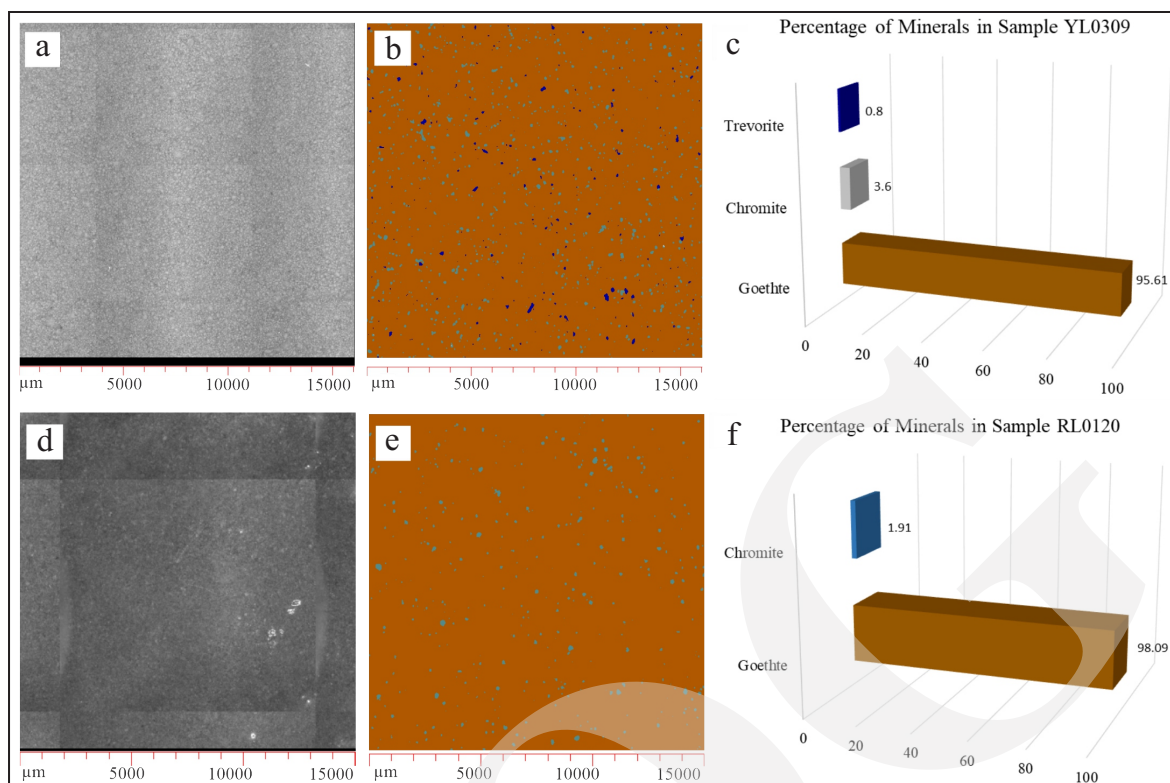 a
b
Percentage of Minerals in Sample YL0309
c
Trevorite
0.8
Chromite
3.6
Goethte
95.61
0
20
40
60
80
100
µm 5000 10000 15000
µm 5000 10000 15000
d
e
f
Percentage of Minerals in Sample RL0120
Chromite
1.91
Goethte
98.09
0
20
40
60
80
100
µm 5000 10000 15000
µm 5000 10000 15000